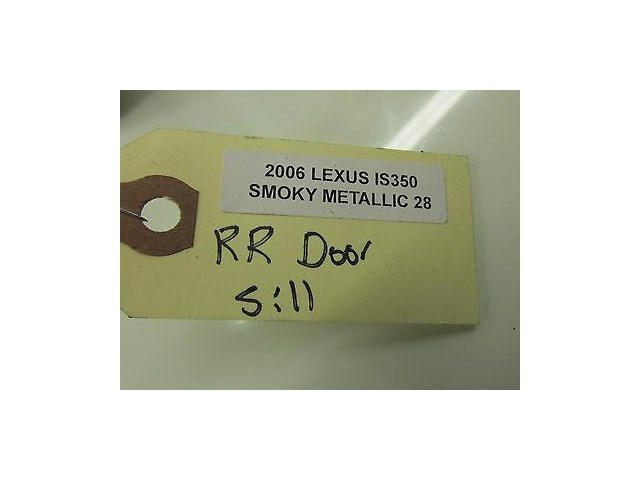 2006 LEXUS IS350
SMOKY METALLIC 28
RR Door
Sill